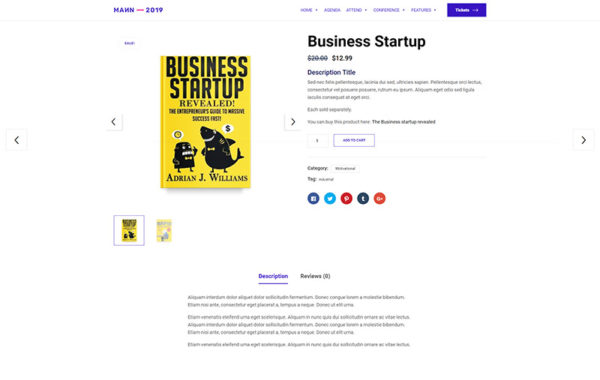 MANN — 2019
HOME
AGENDA
ATTEND
CONFERENCE
FEATURES
Tickets
SALE!
BUSINESS
STARTUP
REVEALED!
THE ENTREPRENEUR'S GUIDE TO MASSIVE
SUCCESS FAST!
$
ADRIAN J. WILLIAMS
Business Startup
$20.00 $12.99
Description Title
Sed nec felis pellentesque, lacinia dui sed, ultricies sapien. Pellentesque orci lectus,
consectetur vel posuere posuere, rutrum eu ipsum. Aliquam eget odio sed ligula
iaculis consequat at eget orci.
Each sold separately.
You can buy this product here: The Business startup revealed
1
ADD TO CART
Category: Motivational
Tag: industrial
BUSINESS
STARTUP
Description
Reviews (0)
Aliquam interdum dolor aliquet dolor sollicitudin fermentum. Donec congue lorem a molestie bibendum.
Etiam nisi ante, consectetur eget placerat a, tempus a neque. Donec ut elit urna.
Etiam venenatis eleifend urna eget scelerisque. Aliquam in nunc quis dui sollicitudin ornare ac vitae lectus.
Aliquam interdum dolor aliquet dolor sollicitudin fermentum. Donec congue lorem a molestie bibendum.
Etiam nisi ante, consectetur eget placerat a, tempus a neque. Donec ut elit urna.
Etiam venenatis eleifend urna eget scelerisque. Aliquam in nunc quis dui sollicitudin ornare ac vitae lectus.